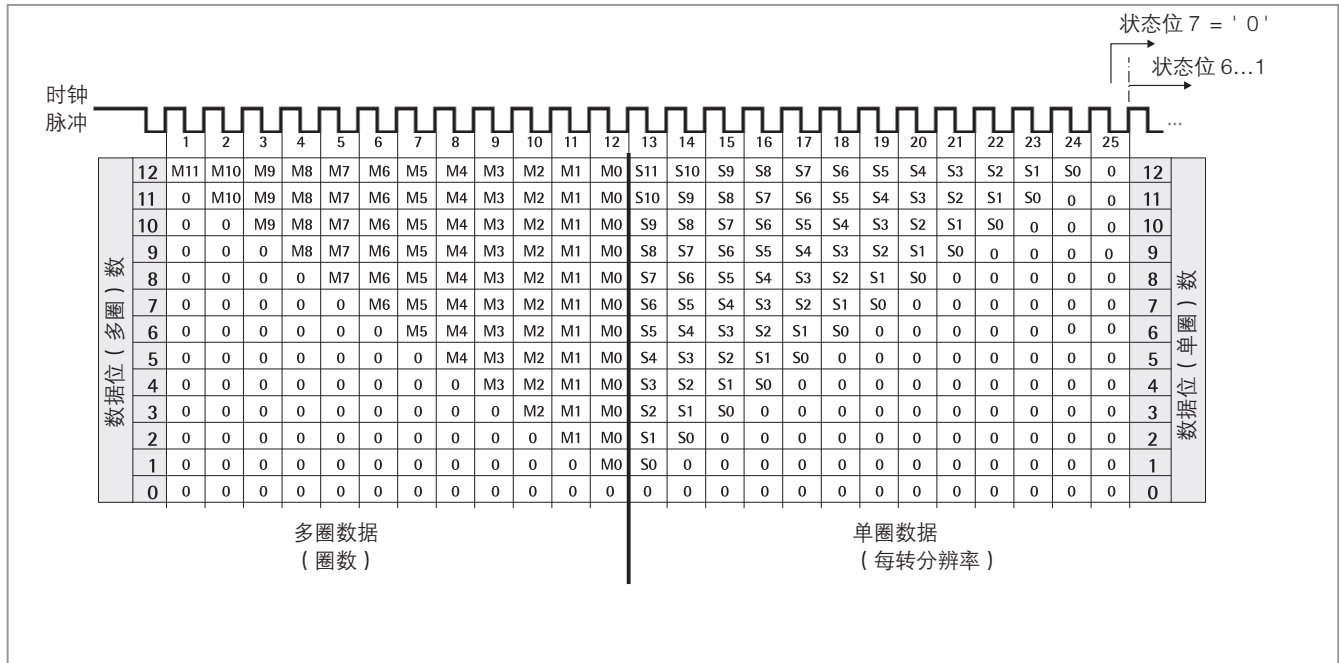 状态位 7 = ' 0 '
状态位 6…1
时钟
脉冲
...
1 2 3 4 5 6 7 8 9 10 11 12 13 14 15 16 17 18 19 20 21 22 23 24 25
12 M11 M10 M9 M8 M7 M6 M5 M4 M3 M2 M1 M0 S11 S10 S9 S8 S7 S6 S5 S4 S3 S2 S1 S0 0 12
11 0 M10 M9 M8 M7 M6 M5 M4 M3 M2 M1 M0 S10 S9 S8 S7 S6 S5 S4 S3 S2 S1 S0 0 0 11
10 0 0 M9 M8 M7 M6 M5 M4 M3 M2 M1 M0 S9 S8 S7 S6 S5 S4 S3 S2 S1 S0 0 0 0 10
9 0 0 0 M8 M7 M6 M5 M4 M3 M2 M1 M0 S8 S7 S6 S5 S4 S3 S2 S1 S0 0 0 0 0 9
8 0 0 0 0 M7 M6 M5 M4 M3 M2 M1 M0 S7 S6 S5 S4 S3 S2 S1 S0 0 0 0 0 0 8
7 0 0 0 0 0 M6 M5 M4 M3 M2 M1 M0 S6 S5 S4 S3 S2 S1 S0 0 0 0 0 0 0 7
6 0 0 0 0 0 0 M5 M4 M3 M2 M1 M0 S5 S4 S3 S2 S1 S0 0 0 0 0 0 0 0 6
5 0 0 0 0 0 0 0 M4 M3 M2 M1 M0 S4 S3 S2 S1 S0 0 0 0 0 0 0 0 0 5
4 0 0 0 0 0 0 0 0 M3 M2 M1 M0 S3 S2 S1 S0 0 0 0 0 0 0 0 0 0 4
3 0 0 0 0 0 0 0 0 0 M2 M1 M0 S2 S1 S0 0 0 0 0 0 0 0 0 0 0 3
2 0 0 0 0 0 0 0 0 0 0 M1 M0 S1 S0 0 0 0 0 0 0 0 0 0 0 0 2
1 0 0 0 0 0 0 0 0 0 0 0 M0 S0 0 0 0 0 0 0 0 0 0 0 0 0 1
0 0 0 0 0 0 0 0 0 0 0 0 0 0 0 0 0 0 0 0 0 0 0 0 0 0 0
数据位(多圈)数
数据位(单圈)数
多圈数据
(圈数)
单圈数据
(每转分辨率)